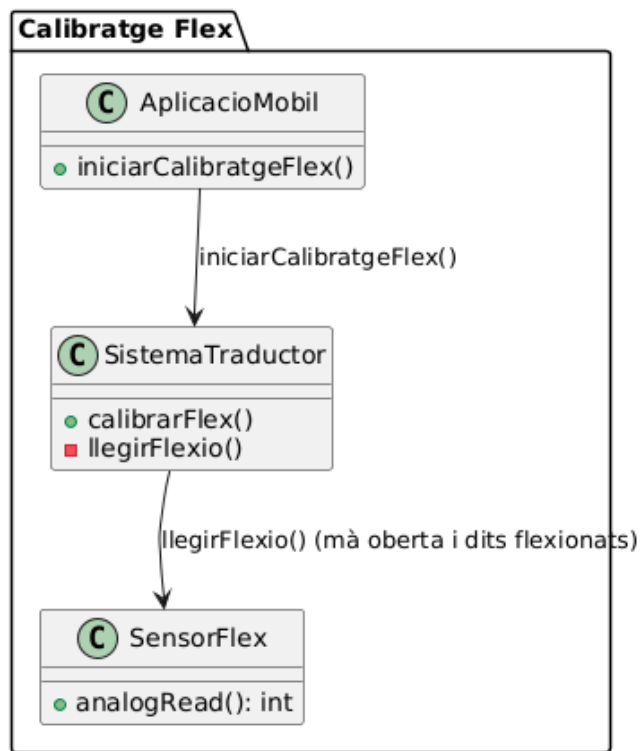 Calibratge Flex
C AplicacioMobil
iniciarCalibratgeFlex()
iniciarCalibratgeFlex()
C SistemaTraductor
calibrarFlex()
llegirFlexio()
llegirFlexio() (mà oberta i dits flexionats)
C SensorFlex
analogRead(): int